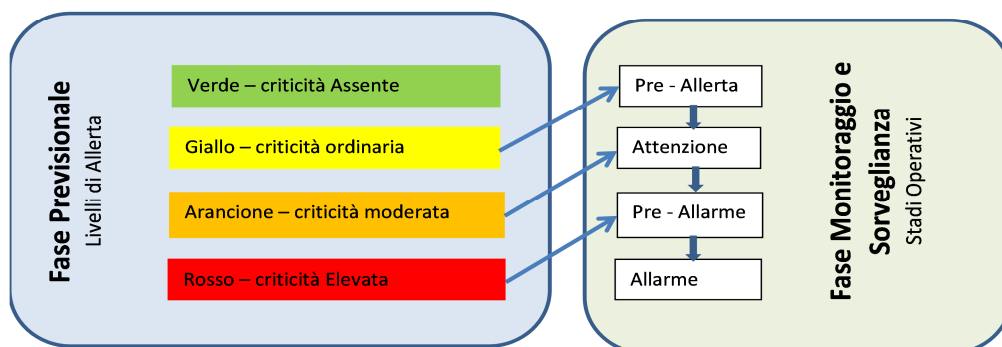 Fase Previsionale
Livelli di Allerta
Verde – criticità Assente
Giallo – criticità ordinaria
Arancione – criticità moderata
Rosso – criticità Elevata
Pre - Allerta
Attenzione
Pre - Allarme
Allarme
Fase Monitoraggio e
Sorveglianza
Stadi Operativi